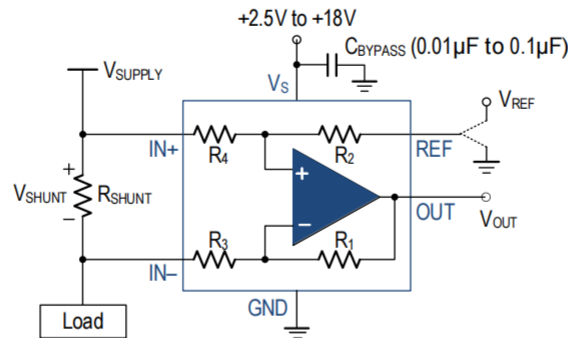 +2.5V to +18V
CBYPASS (0.01µF to 0.1µF)
VS
VSUPPLY
VREF
IN+
R4
R2
REF
+
VSHUNT
RSHUNT
−
+
−
OUT
VOUT
R3
R1
IN−
GND
Load